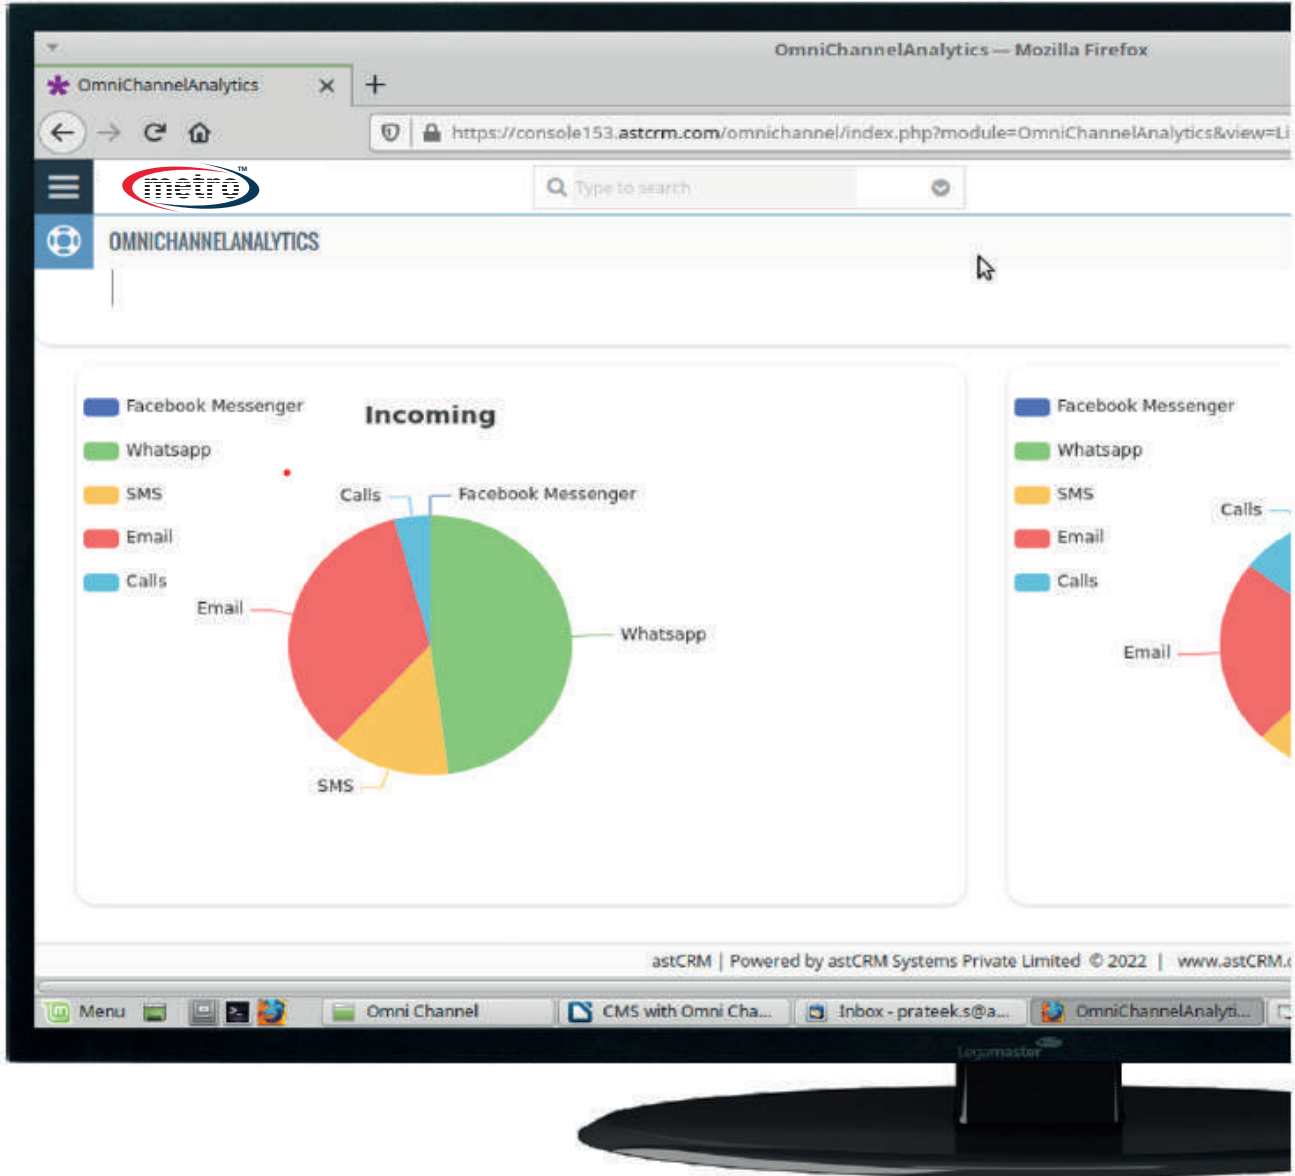 OmniChannelAnalytics — Mozilla Firefox
OmniChannelAnalytics
https://console153.astcrm.com/omnichannel/index.php?module=OmniChannelAnalytics&view=Li
metro™
Type to search
OMNICHANNELANALYTICS
Facebook Messenger
Whatsapp
SMS
Email
Calls
Incoming
Calls
Facebook Messenger
Email
Whatsapp
SMS
Facebook Messenger
Whatsapp
SMS
Email
Calls
Calls
Email
astCRM | Powered by astCRM Systems Private Limited © 2022 | www.astCRM.c
Menu
Omni Channel
CMS with Omni Cha...
Inbox - prateek.s@a...
OmniChannelAnalyti...
Legamaster